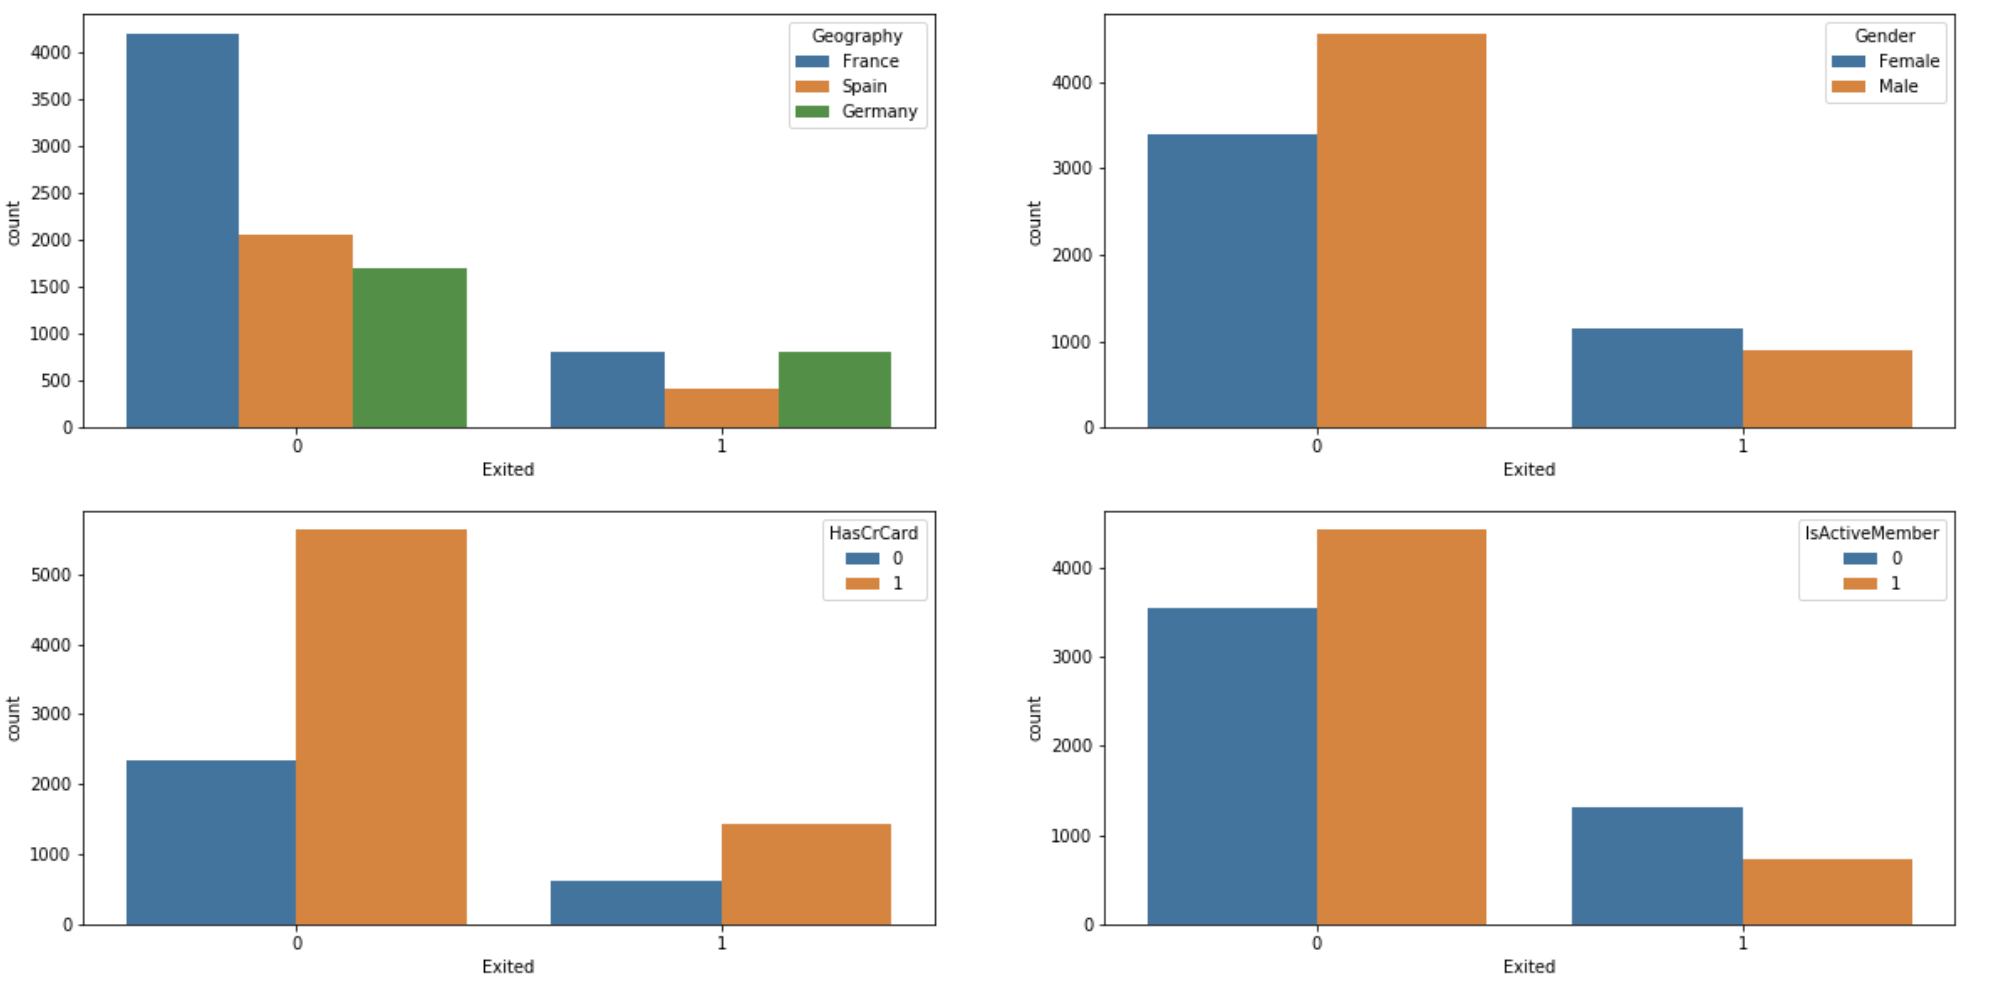 4000
3500
3000
2500
2000
1500
1000
500
0
count
0 1
Exited
Geography
France
Spain
Germany
4000
3000
2000
1000
0
count
0 1
Exited
Gender
Female
Male
5000
4000
3000
2000
1000
0
count
0 1
Exited
HasCrCard
0
1
4000
3000
2000
1000
0
count
0 1
Exited
IsActiveMember
0
1